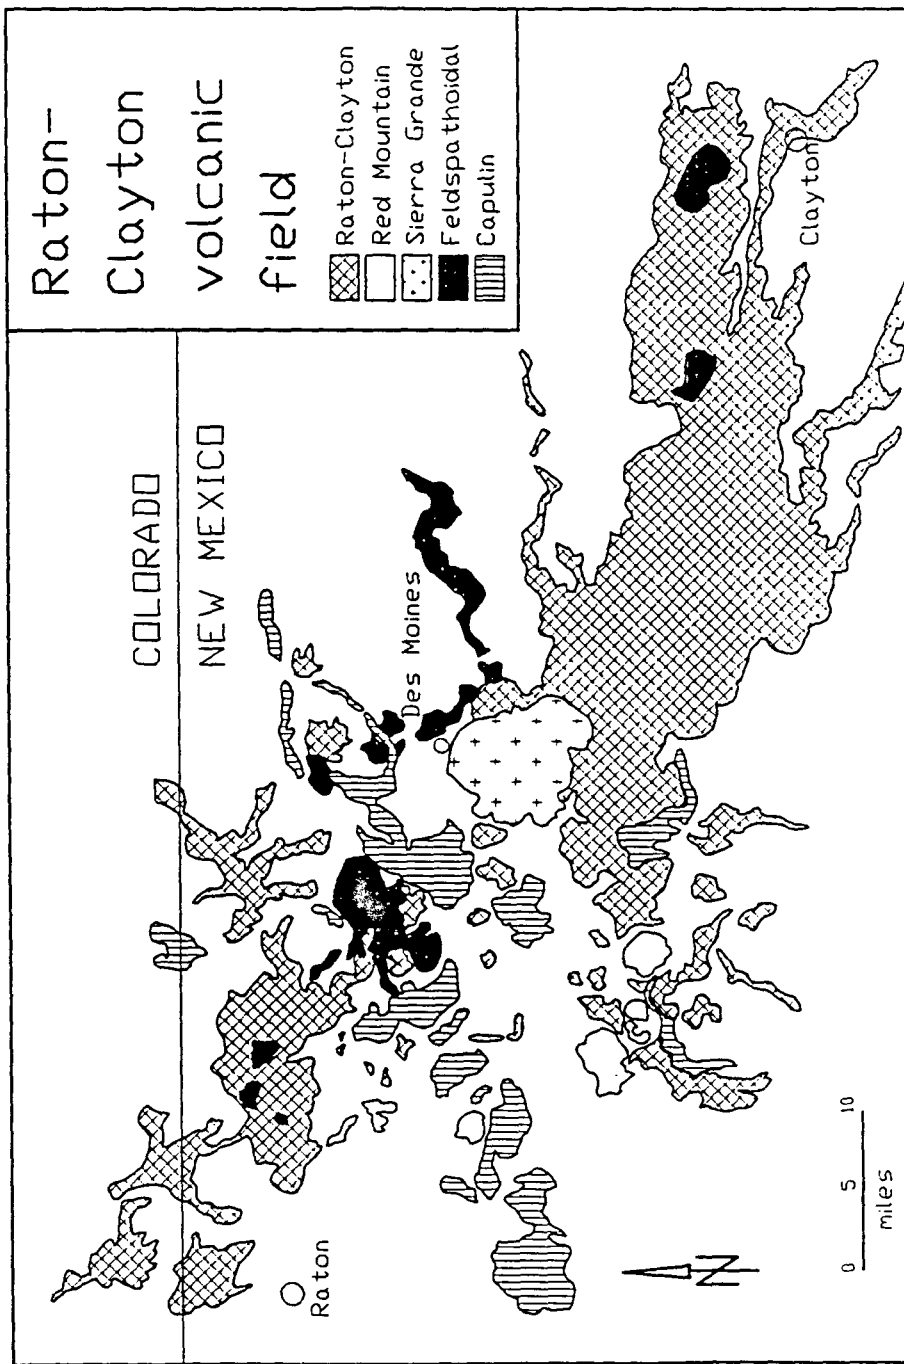 Raton-
Clayton
volcanic
field
Raton-Clayton
Red Mountain
Sierra Grande
Feldspathoidal
Capulin
COLORADO
NEW MEXICO
Des Moines
Clayton
Raton
0 5 10
miles
N